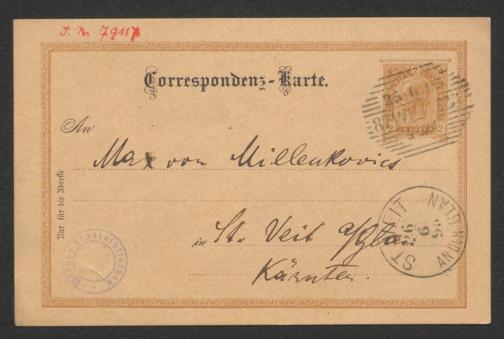 Correspondenz-Karte.
An
Max von Millenkovics
in St. Veit a/Glan
Kärnten
Nur für die Adresse
ST. VEIT
AN DER GLAN